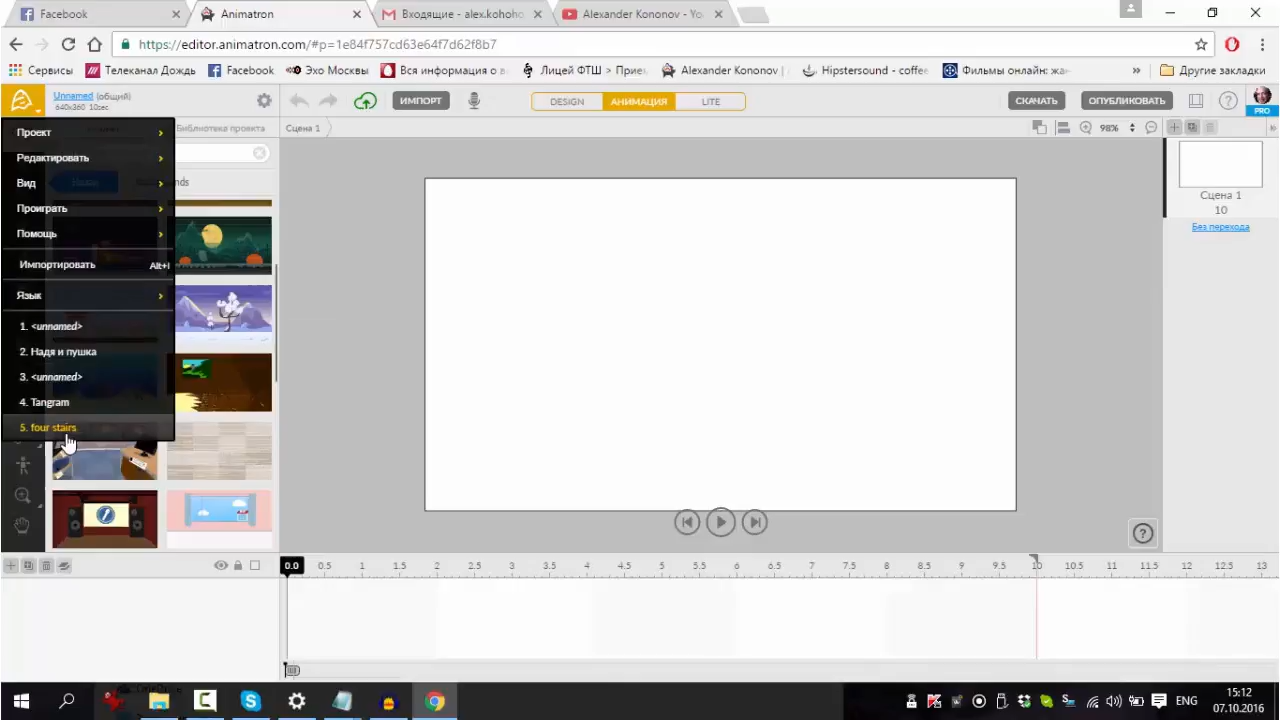 Facebook
Animatron
Входящие - alex.kohoho
Alexander Kononov - Yo
https://editor.animatron.com/#p=1e84f757cd63e64f7d62f8b7
Сервисы
Телеканал Дождь
Facebook
Эхо Москвы
Вся информация о в
Лицей ФТШ > Прие
Alexander Kononov
Hipstersound - coffee
Фильмы онлайн: жа
»
Другие закладки
Unnamed (общий)
640x360 10sec
ИМПОРТ
DESIGN
АНИМАЦИЯ
LITE
СКАЧАТЬ
ОПУБЛИКОВАТЬ
PRO
Проект
Редактировать
Вид
Проиграть
Помощь
Импортировать Alt+I
Язык
1. <unnamed>
2. Надя и пушка
3. <unnamed>
4. Tangram
5. four stairs
Библиотека проекта
Сцена 1
98%
Сцена 1
10
Без перехода
0.0 0.5 1 1.5 2 2.5 3 3.5 4 4.5 5 5.5 6 6.5 7 7.5 8 8.5 9 9.5 10 10.5 11 11.5 12 12.5 13
ENG
15:12
07.10.2016